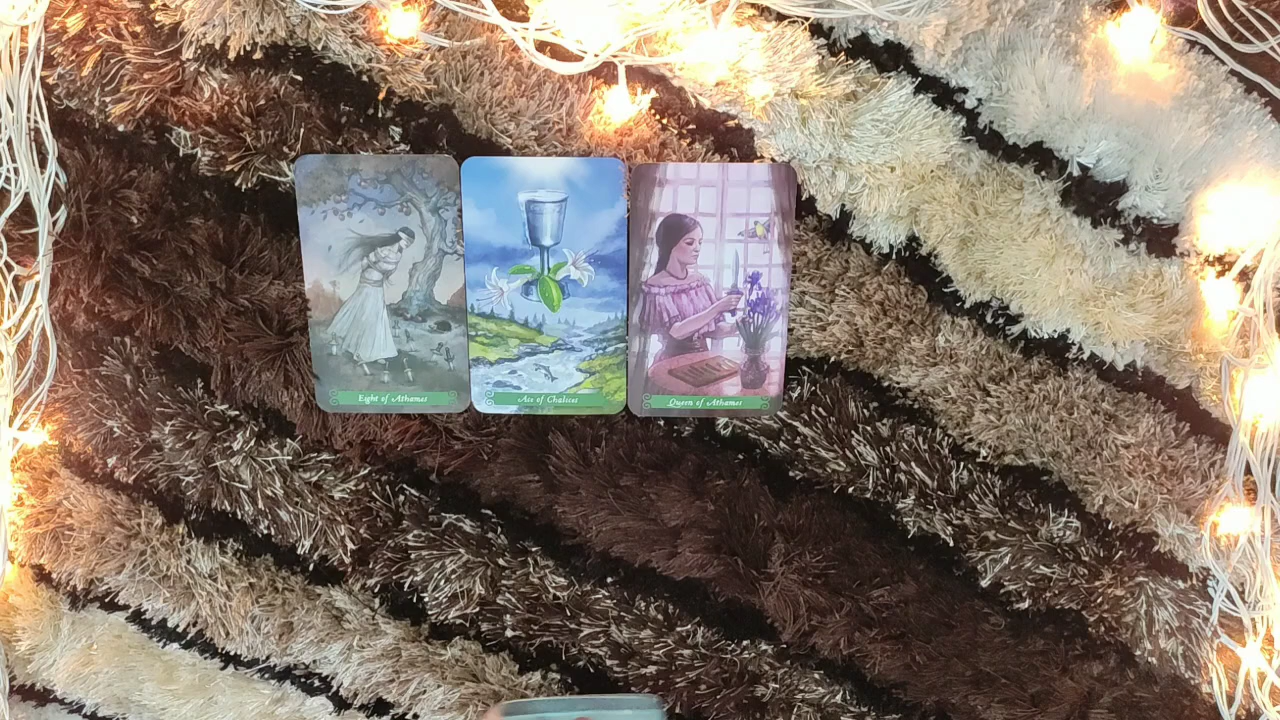 Eight of Athames
Ace of Chalices
Queen of Athames